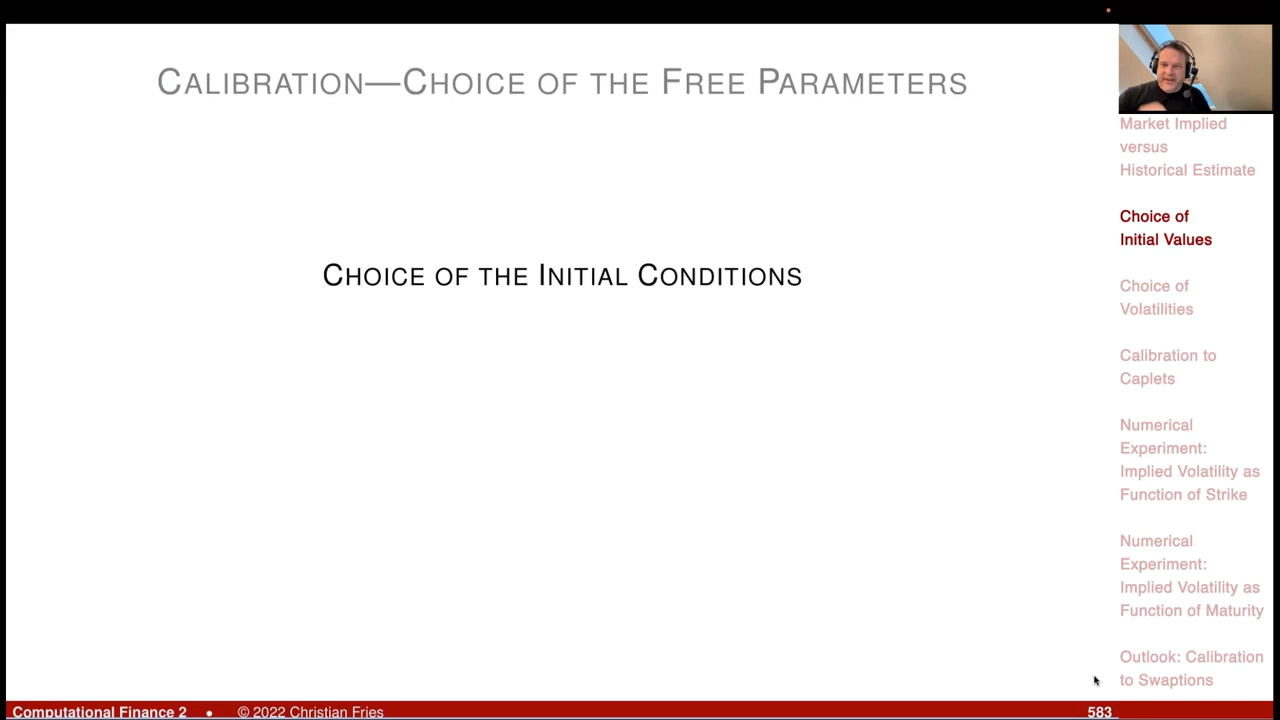 CALIBRATION—CHOICE OF THE FREE PARAMETERS
CHOICE OF THE INITIAL CONDITIONS
Market Implied
versus
Historical Estimate
Choice of
Initial Values
Choice of
Volatilities
Calibration to
Caplets
Numerical
Experiment:
Implied Volatility as
Function of Strike
Numerical
Experiment:
Implied Volatility as
Function of Maturity
Outlook: Calibration
to Swaptions
Computational Finance 2 • © 2022 Christian Fries 583